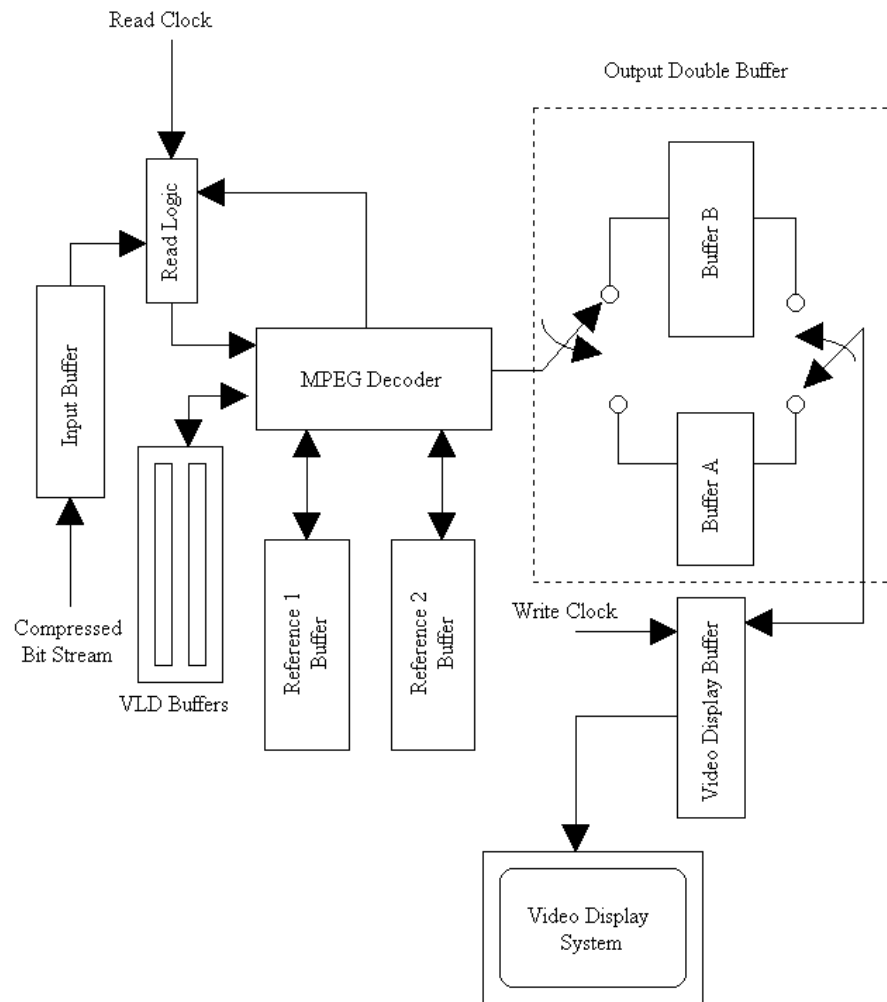 Read Clock
Output Double Buffer
Read Logic
Buffer B
Input Buffer
MPEG Decoder
Buffer A
Write Clock
Compressed
Bit Stream
VLD Buffers
Reference 1
Buffer
Reference 2
Buffer
Video Display Buffer
Video Display
System